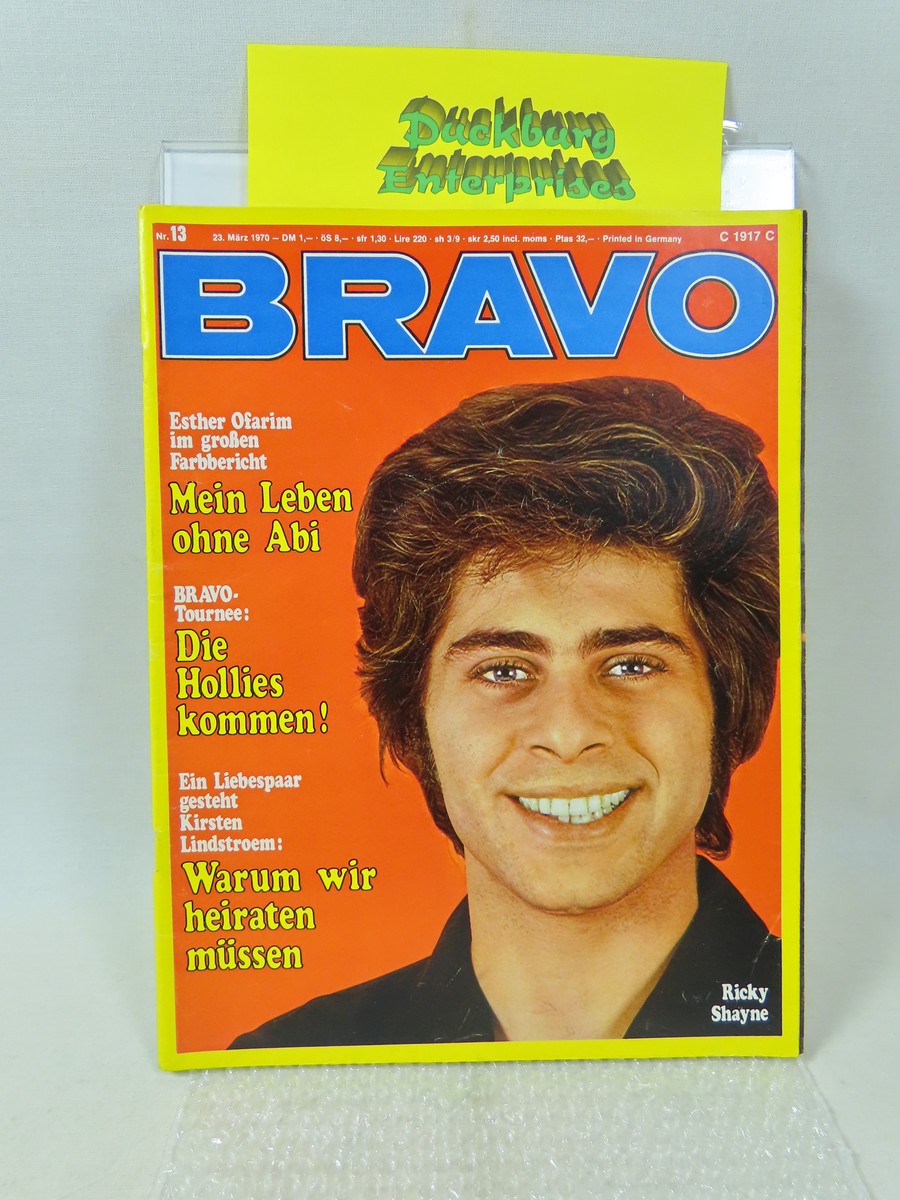 Duckburg
Enterprises
Nr. 13 23. März 1970 – DM 1,– · öS 8,– · sfr 1,30 · Lire 220 · sh 3/9 · skr 2,50 incl. moms · Ptas 32,– · Printed in Germany C 1917 C
BRAVO
Esther Ofarim
im großen
Farbbericht
Mein Leben
ohne Abi
BRAVO-
Tournee:
Die
Hollies
kommen!
Ein Liebespaar
gesteht
Kirsten
Lindstroem:
Warum wir
heiraten
müssen
Ricky
Shayne